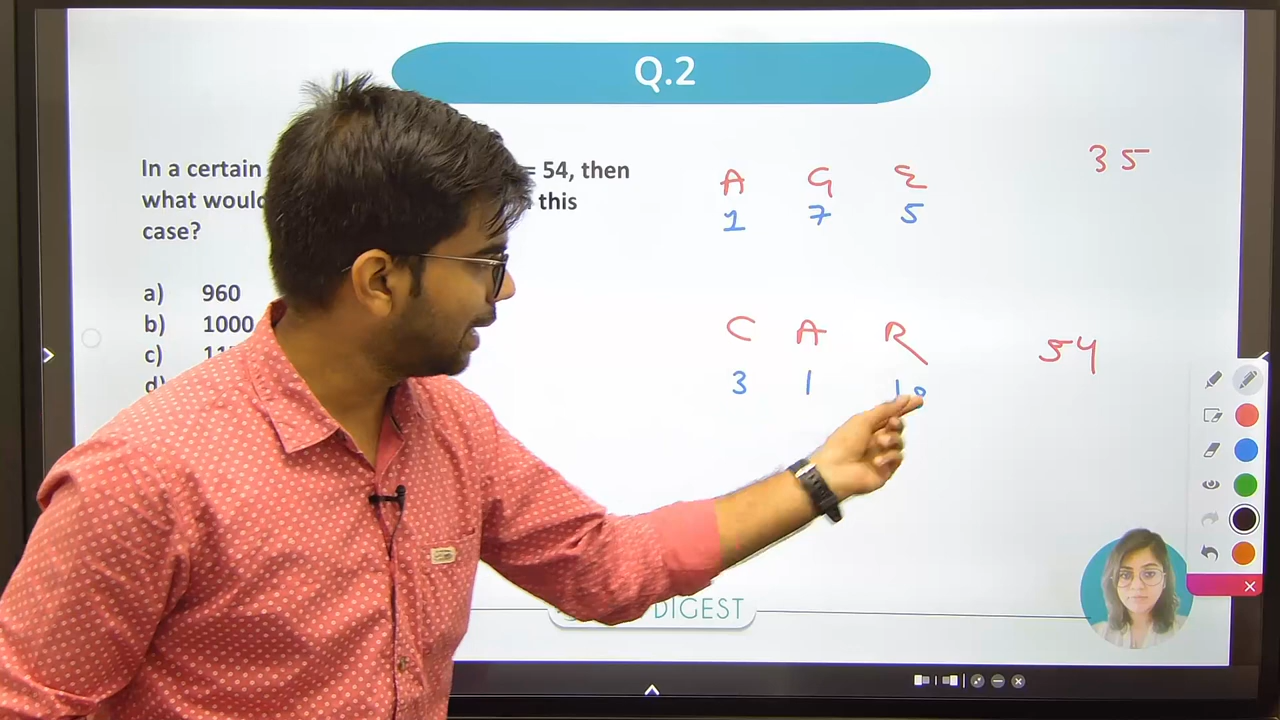 Q.2
In a certain = 54, then
what would this
case?
a) 960
b) 1000
c)
d)
A G E 35
1 7 5
C A R 54
3 1 18
DIGEST